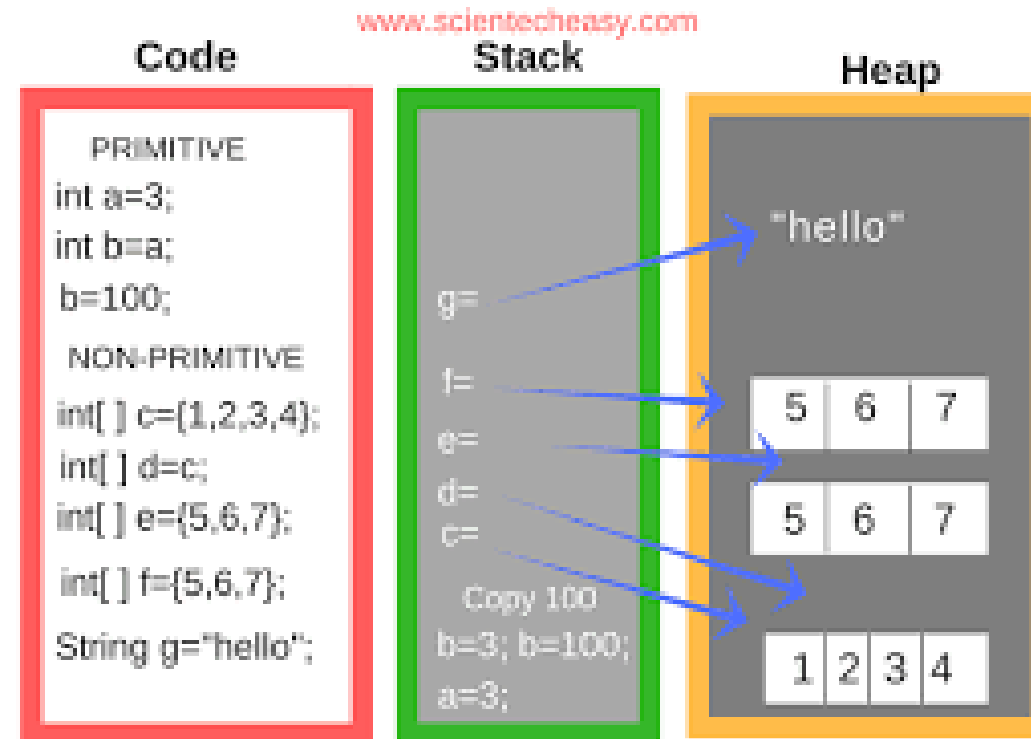 www.scientecheasy.com
Code
PRIMITIVE
int a=3;
int b=a;
b=100;
NON-PRIMITIVE
int[ ] c={1,2,3,4};
int[ ] d=c;
int[ ] e={5,6,7};
int[ ] f={5,6,7};
String g="hello";
Stack
g=
f=
e=
d=
c=
Copy 100
b=3; b=100;
a=3;
Heap
"hello"
5 6 7
5 6 7
1 2 3 4